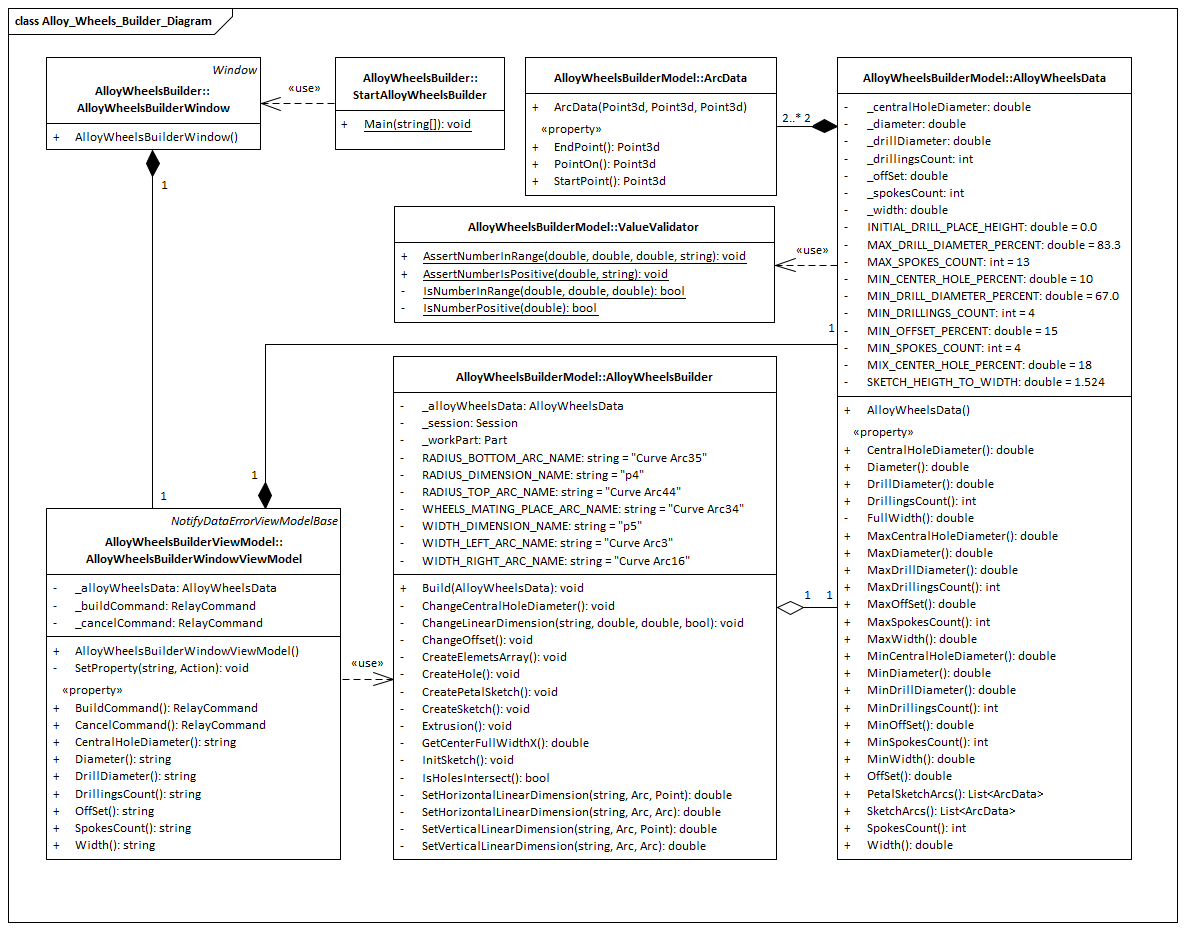 class Alloy_Wheels_Builder_Diagram
Window
AlloyWheelsBuilder::
AlloyWheelsBuilderWindow
+ AlloyWheelsBuilderWindow()
«use»
AlloyWheelsBuilder::
StartAlloyWheelsBuilder
+ Main(string[]): void
AlloyWheelsBuilderModel::ArcData
+ ArcData(Point3d, Point3d, Point3d)
«property»
+ EndPoint(): Point3d
+ PointOn(): Point3d
+ StartPoint(): Point3d
2..* 2
AlloyWheelsBuilderModel::AlloyWheelsData
- _centralHoleDiameter: double
- _diameter: double
- _drillDiameter: double
- _drillingsCount: int
- _offSet: double
- _spokesCount: int
- _width: double
- INITIAL_DRILL_PLACE_HEIGHT: double = 0.0
- MAX_DRILL_DIAMETER_PERCENT: double = 83.3
- MAX_SPOKES_COUNT: int = 13
- MIN_CENTER_HOLE_PERCENT: double = 10
- MIN_DRILL_DIAMETER_PERCENT: double = 67.0
- MIN_DRILLINGS_COUNT: int = 4
- MIN_OFFSET_PERCENT: double = 15
- MIN_SPOKES_COUNT: int = 4
- MIX_CENTER_HOLE_PERCENT: double = 18
- SKETCH_HEIGTH_TO_WIDTH: double = 1.524
+ AlloyWheelsData()
«property»
+ CentralHoleDiameter(): double
+ Diameter(): double
+ DrillDiameter(): double
+ DrillingsCount(): int
- FullWidth(): double
+ MaxCentralHoleDiameter(): double
+ MaxDiameter(): double
+ MaxDrillDiameter(): double
+ MaxDrillingsCount(): int
+ MaxOffSet(): double
+ MaxSpokesCount(): int
+ MaxWidth(): double
+ MinCentralHoleDiameter(): double
+ MinDiameter(): double
+ MinDrillDiameter(): double
+ MinDrillingsCount(): int
+ MinOffSet(): double
+ MinSpokesCount(): int
+ MinWidth(): double
+ OffSet(): double
+ PetalSketchArcs(): List<ArcData>
+ SketchArcs(): List<ArcData>
+ SpokesCount(): int
+ Width(): double
AlloyWheelsBuilderModel::ValueValidator
+ AssertNumberInRange(double, double, double, string): void
+ AssertNumberIsPositive(double, string): void
- IsNumberInRange(double, double, double): bool
- IsNumberPositive(double): bool
«use»
1
1
1
1
AlloyWheelsBuilderModel::AlloyWheelsBuilder
- _alloyWheelsData: AlloyWheelsData
- _session: Session
- _workPart: Part
- RADIUS_BOTTOM_ARC_NAME: string = "Curve Arc35"
- RADIUS_DIMENSION_NAME: string = "p4"
- RADIUS_TOP_ARC_NAME: string = "Curve Arc44"
- WHEELS_MATING_PLACE_ARC_NAME: string = "Curve Arc34"
- WIDTH_DIMENSION_NAME: string = "p5"
- WIDTH_LEFT_ARC_NAME: string = "Curve Arc3"
- WIDTH_RIGHT_ARC_NAME: string = "Curve Arc16"
+ Build(AlloyWheelsData): void
- ChangeCentralHoleDiameter(): void
- ChangeLinearDimension(string, double, double, bool): void
- ChangeOffset(): void
- CreateElemetsArray(): void
- CreateHole(): void
- CreatePetalSketch(): void
- CreateSketch(): void
- Extrusion(): void
- GetCenterFullWidthX(): double
- InitSketch(): void
- IsHolesIntersect(): bool
- SetHorizontalLinearDimension(string, Arc, Point): double
- SetHorizontalLinearDimension(string, Arc, Arc): double
- SetVerticalLinearDimension(string, Arc, Point): double
- SetVerticalLinearDimension(string, Arc, Arc): double
1 1
NotifyDataErrorViewModelBase
AlloyWheelsBuilderViewModel::
AlloyWheelsBuilderWindowViewModel
- _alloyWheelsData: AlloyWheelsData
- _buildCommand: RelayCommand
- _cancelCommand: RelayCommand
+ AlloyWheelsBuilderWindowViewModel()
- SetProperty(string, Action): void
«property»
+ BuildCommand(): RelayCommand
+ CancelCommand(): RelayCommand
+ CentralHoleDiameter(): string
+ Diameter(): string
+ DrillDiameter(): string
+ DrillingsCount(): string
+ OffSet(): string
+ SpokesCount(): string
+ Width(): string
«use»